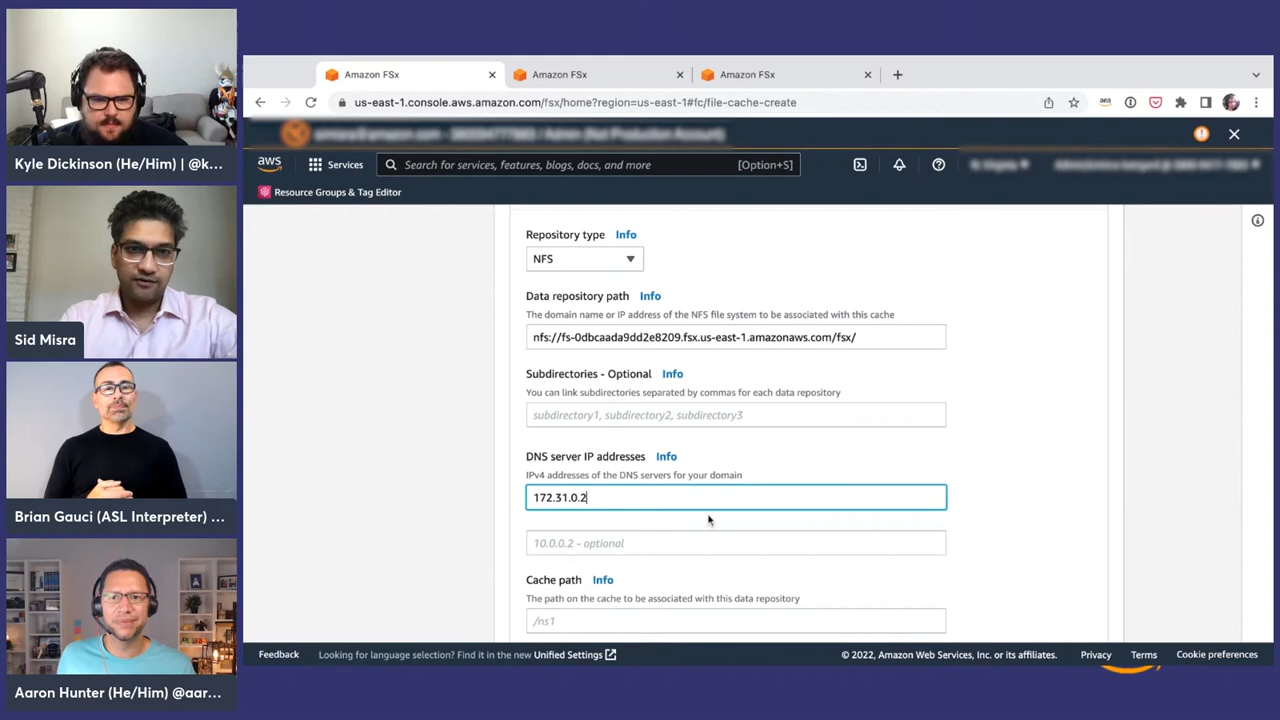 Kyle Dickinson (He/Him) | @k...
Sid Misra
Brian Gauci (ASL Interpreter) ...
Aaron Hunter (He/Him) @aar...
Amazon FSx
Amazon FSx
Amazon FSx
us-east-1.console.aws.amazon.com/fsx/home?region=us-east-1#fc/file-cache-create
aea
aws
Services
Search for services, features, blogs, docs, and more
[Option+S]
Resource Groups & Tag Editor
Repository type Info
NFS
Data repository path Info
The domain name or IP address of the NFS file system to be associated with this cache
nfs://fs-0dbcaada9dd2e8209.fsx.us-east-1.amazonaws.com/fsx/
Subdirectories - Optional Info
You can link subdirectories separated by commas for each data repository
subdirectory1, subdirectory2, subdirectory3
DNS server IP addresses Info
IPv4 addresses of the DNS servers for your domain
172.31.0.2
10.0.0.2 - optional
Cache path Info
The path on the cache to be associated with this data repository
/ns1
Feedback
Looking for language selection? Find it in the new Unified Settings
© 2022, Amazon Web Services, Inc. or its affiliates.
Privacy
Terms
Cookie preferences